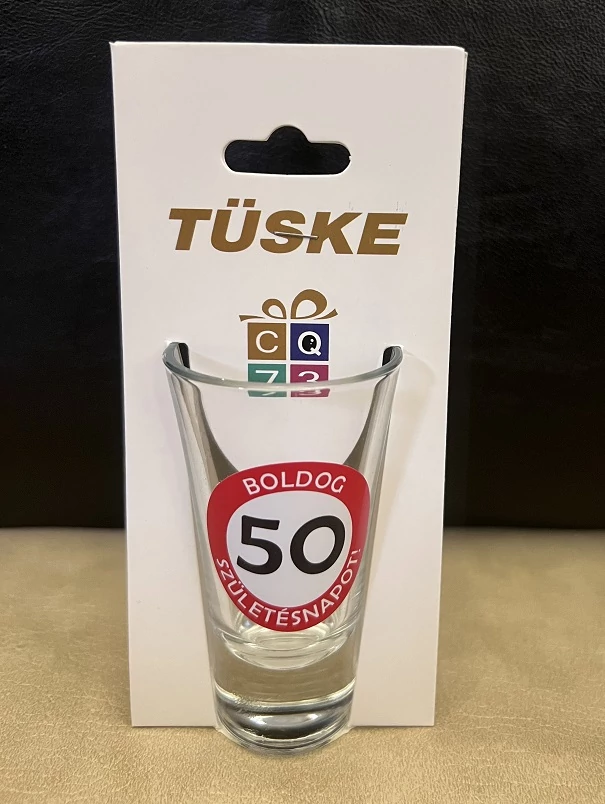 TÜSKE
C Q
7 3
BOLDOG
50
SZÜLETÉSNAPOT!